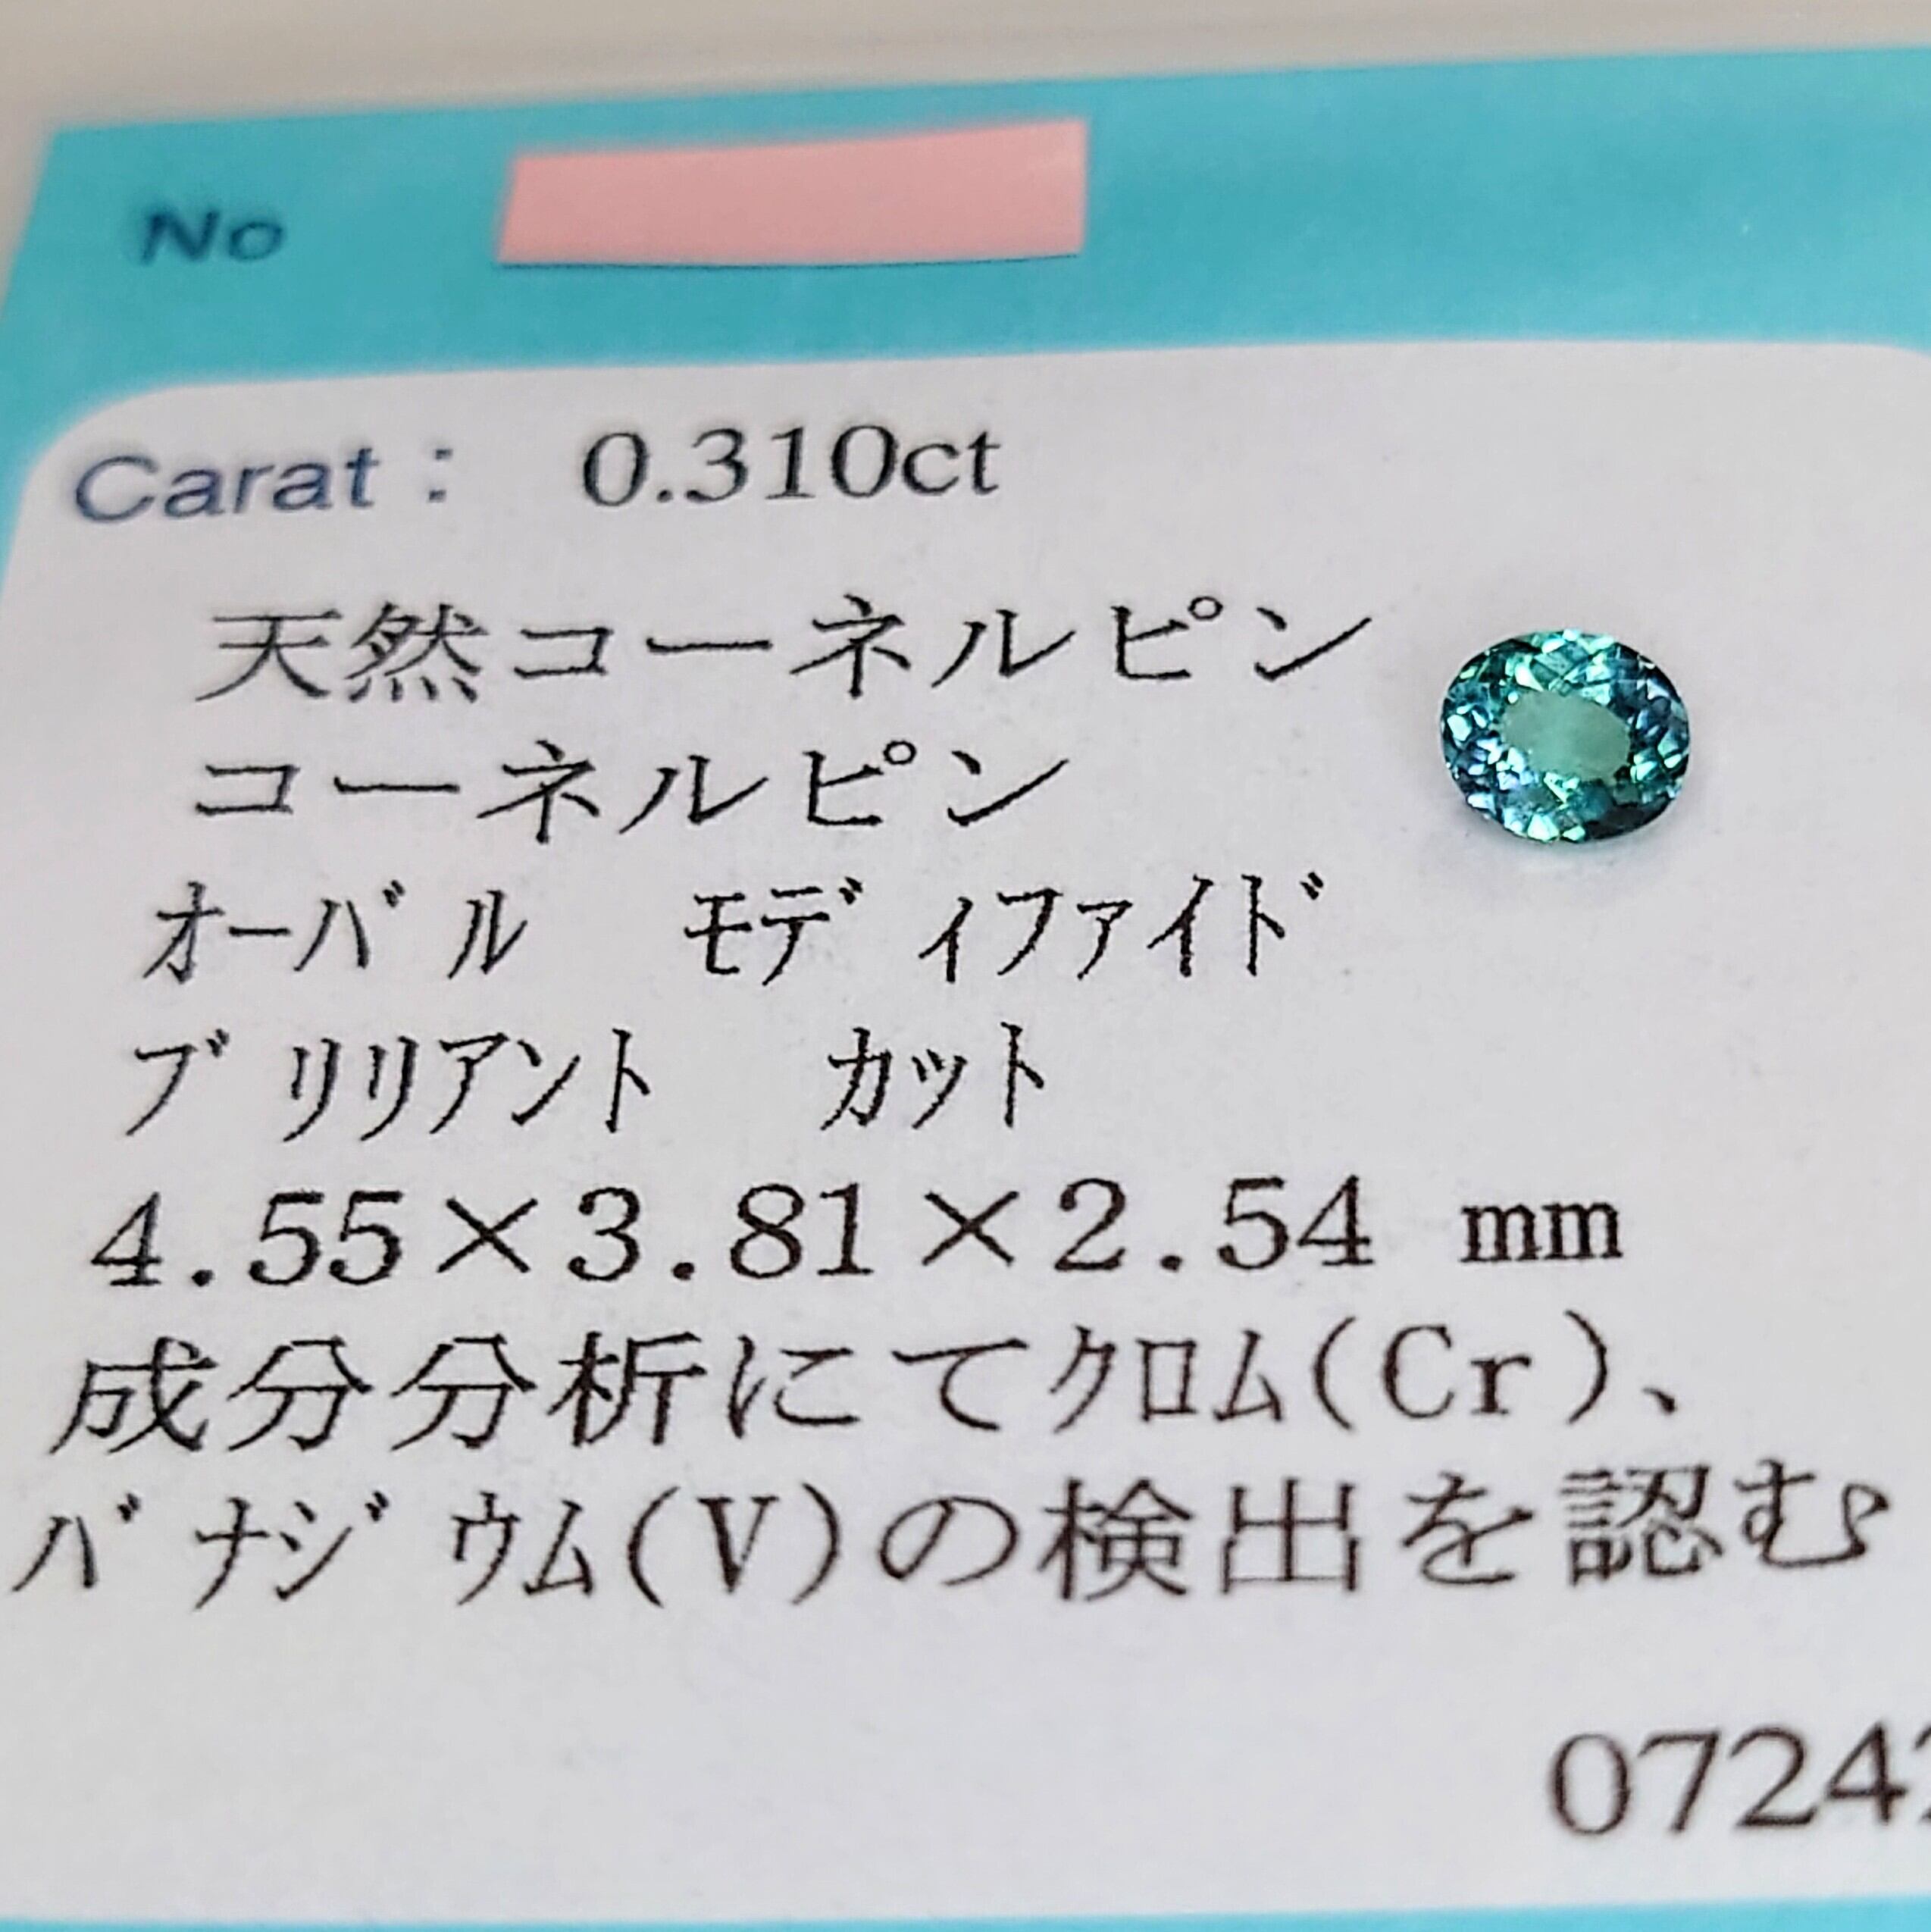 No
Carat : 0.310ct
天然コーネルピン
コーネルピン
ｵｰﾊﾞﾙ ﾓﾃﾞｨﾌｧｲﾄﾞ
ﾌﾞﾘﾘｱﾝﾄ ｶｯﾄ
4.55×3.81×2.54 mm
成分分析にてｸﾛﾑ(Cr)、
ﾊﾞﾅｼﾞｳﾑ(V)の検出を認む
0724